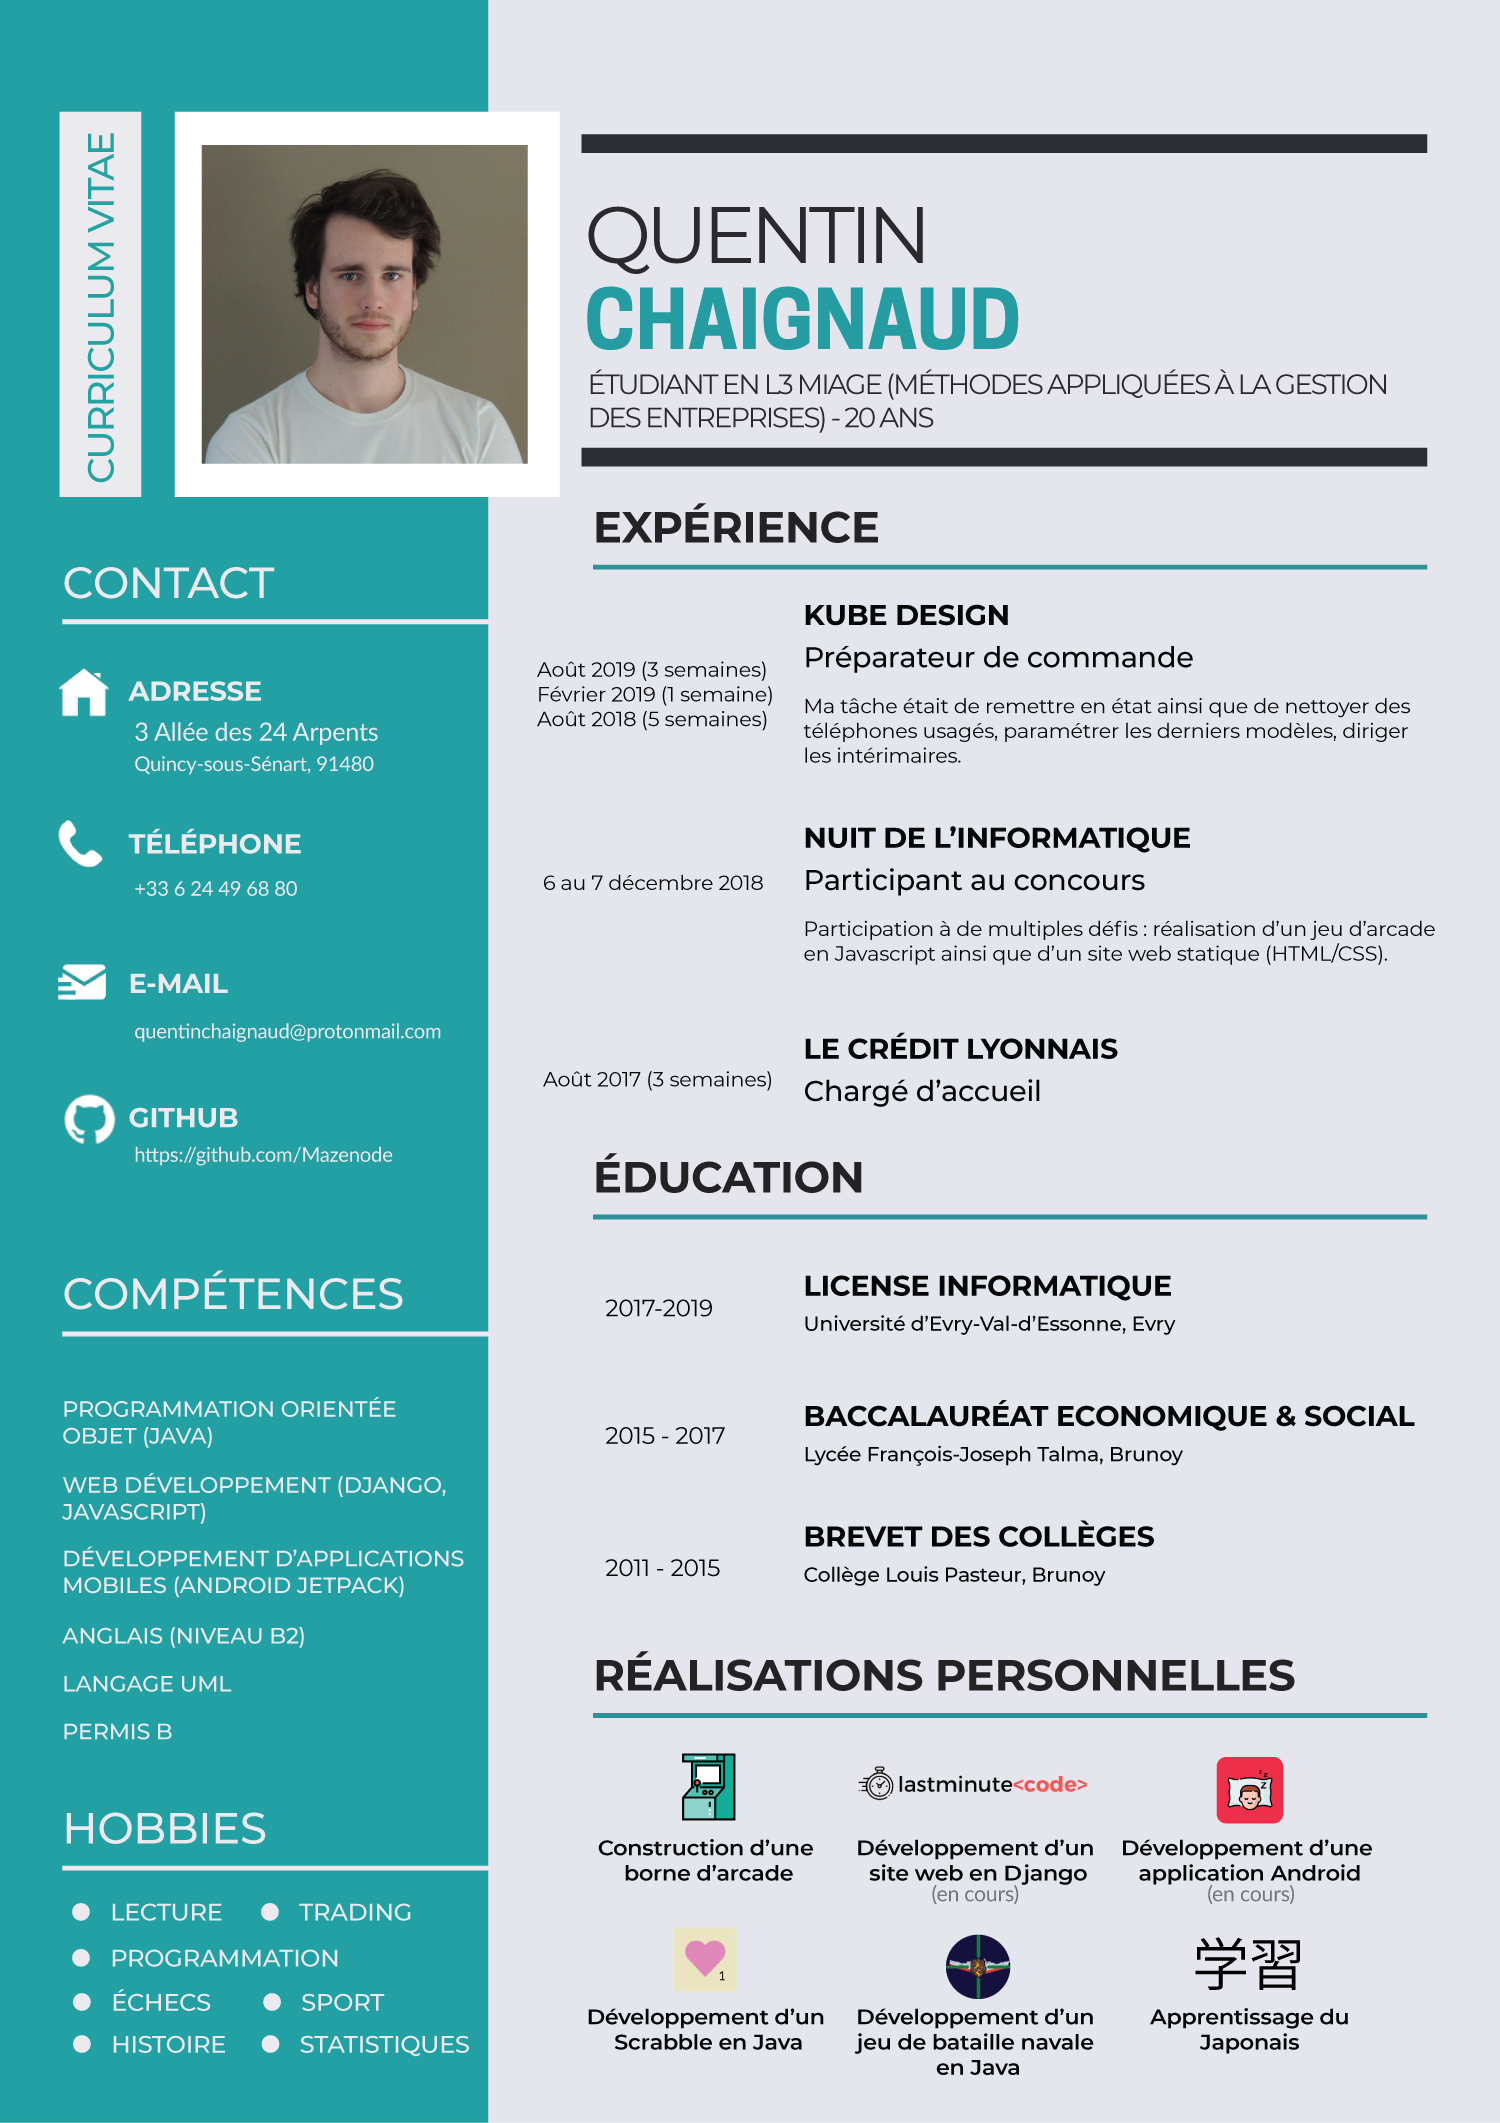 CURRICULUM VITAE
QUENTIN
CHAIGNAUD
ÉTUDIANT EN L3 MIAGE (MÉTHODES APPLIQUÉES À LA GESTION
DES ENTREPRISES) - 20 ANS
CONTACT
ADRESSE
3 Allée des 24 Arpents
Quincy-sous-Sénart, 91480
TÉLÉPHONE
+33 6 24 49 68 80
E-MAIL
quentinchaignaud@protonmail.com
GITHUB
https://github.com/Mazenode
COMPÉTENCES
PROGRAMMATION ORIENTÉE
OBJET (JAVA)
WEB DÉVELOPPEMENT (DJANGO,
JAVASCRIPT)
DÉVELOPPEMENT D’APPLICATIONS
MOBILES (ANDROID JETPACK)
ANGLAIS (NIVEAU B2)
LANGAGE UML
PERMIS B
HOBBIES
LECTURE
TRADING
PROGRAMMATION
ÉCHECS
SPORT
HISTOIRE
STATISTIQUES
EXPÉRIENCE
Août 2019 (3 semaines)
Février 2019 (1 semaine)
Août 2018 (5 semaines)
KUBE DESIGN
Préparateur de commande
Ma tâche était de remettre en état ainsi que de nettoyer des
téléphones usagés, paramétrer les derniers modèles, diriger
les intérimaires.
6 au 7 décembre 2018
NUIT DE L’INFORMATIQUE
Participant au concours
Participation à de multiples défis : réalisation d’un jeu d’arcade
en Javascript ainsi que d’un site web statique (HTML/CSS).
Août 2017 (3 semaines)
LE CRÉDIT LYONNAIS
Chargé d’accueil
ÉDUCATION
2017-2019
LICENSE INFORMATIQUE
Université d’Evry-Val-d’Essonne, Evry
2015 - 2017
BACCALAURÉAT ECONOMIQUE & SOCIAL
Lycée François-Joseph Talma, Brunoy
2011 - 2015
BREVET DES COLLÈGES
Collège Louis Pasteur, Brunoy
RÉALISATIONS PERSONNELLES
Construction d’une
borne d’arcade
lastminute<code>
Développement d’un
site web en Django
(en cours)
z z Z
Développement d’une
application Android
(en cours)
1
Développement d’un
Scrabble en Java
Développement d’un
jeu de bataille navale
en Java
学習
Apprentissage du
Japonais